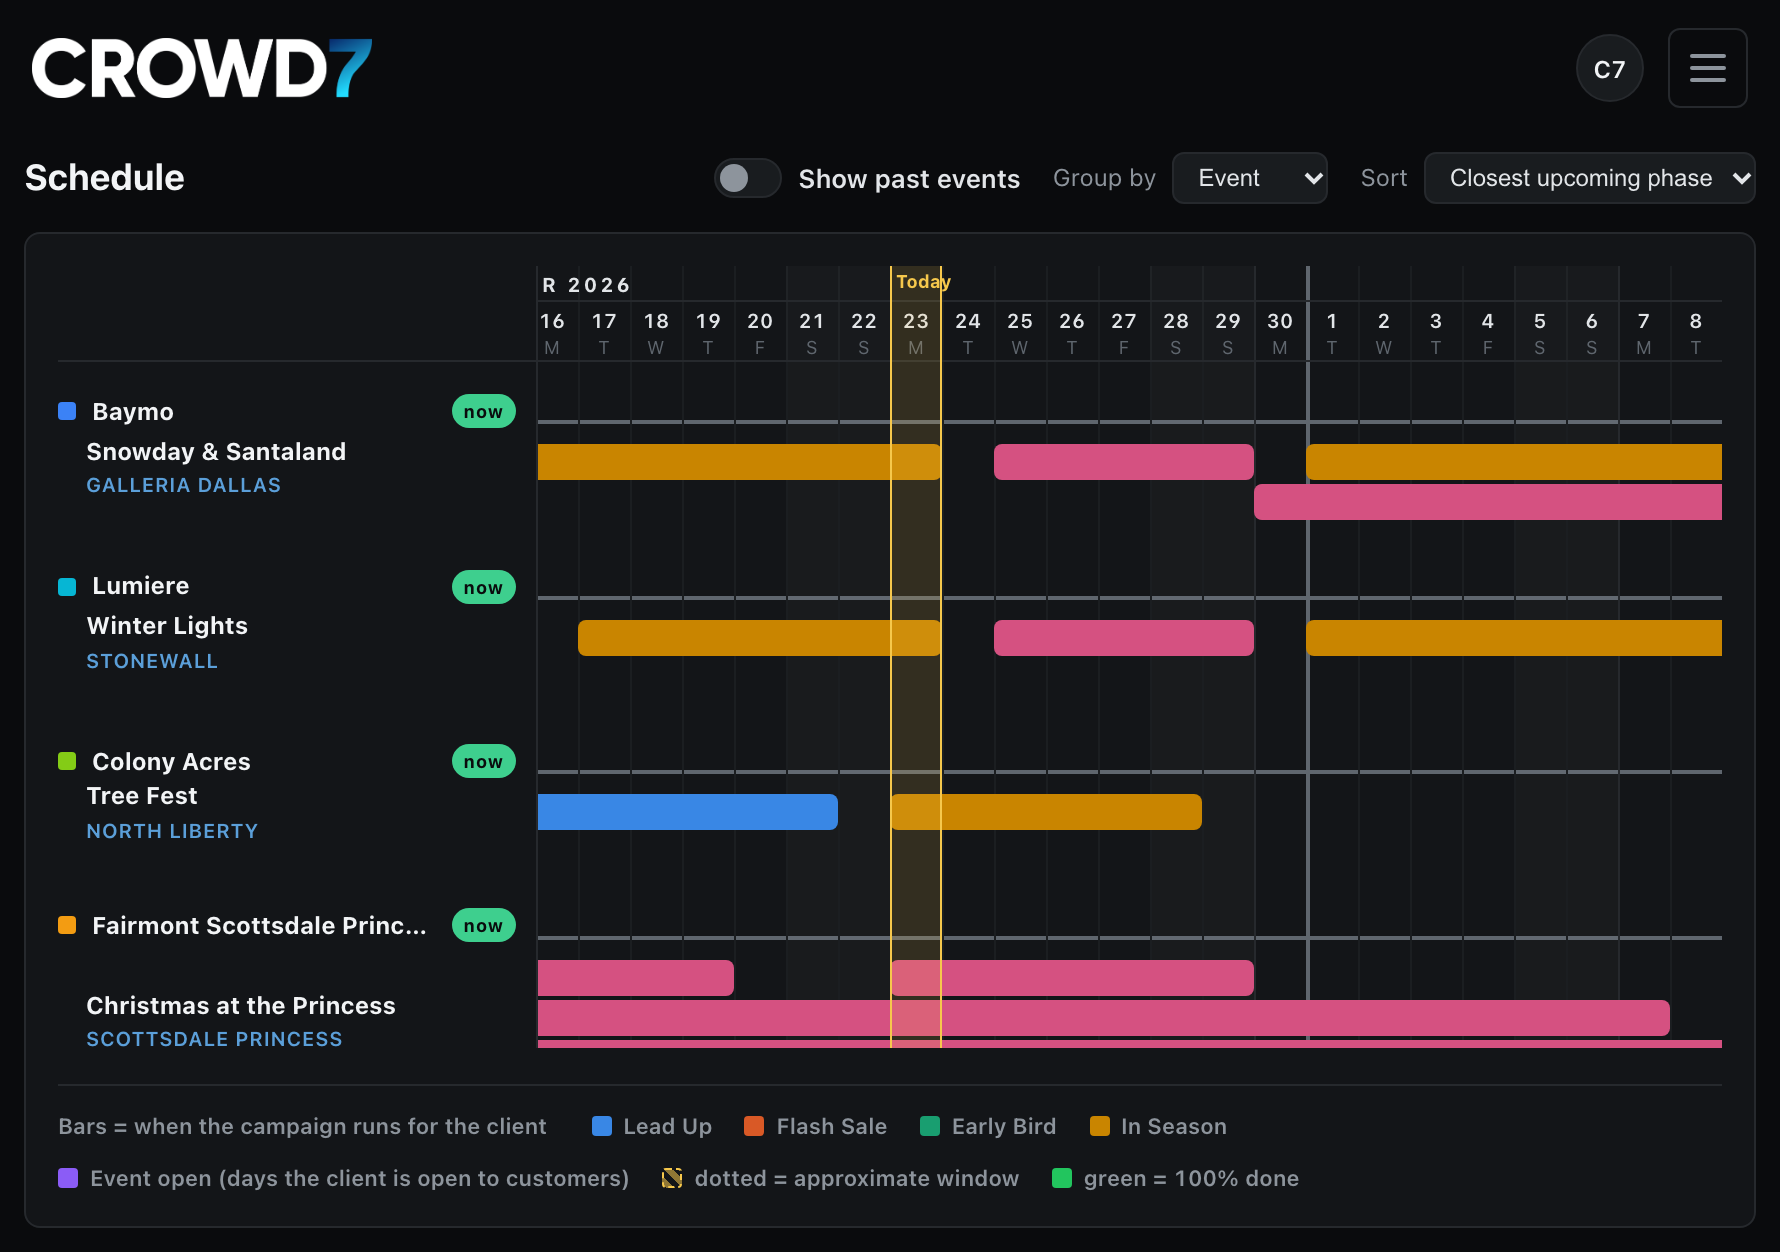 CROWD7
C7
Schedule
Show past events
Group by
Event
Sort
Closest upcoming phase
R 2026
Today
16 17 18 19 20 21 22 23 24 25 26 27 28 29 30 1 2 3 4 5 6 7 8
M T W T F S S M T W T F S S M T W T F S S M T
Baymo
now
Snowday & Santaland
GALLERIA DALLAS
Lumiere
now
Winter Lights
STONEWALL
Colony Acres
now
Tree Fest
NORTH LIBERTY
Fairmont Scottsdale Princ...
now
Christmas at the Princess
SCOTTSDALE PRINCESS
Bars = when the campaign runs for the client
Lead Up
Flash Sale
Early Bird
In Season
Event open (days the client is open to customers)
dotted = approximate window
green = 100% done